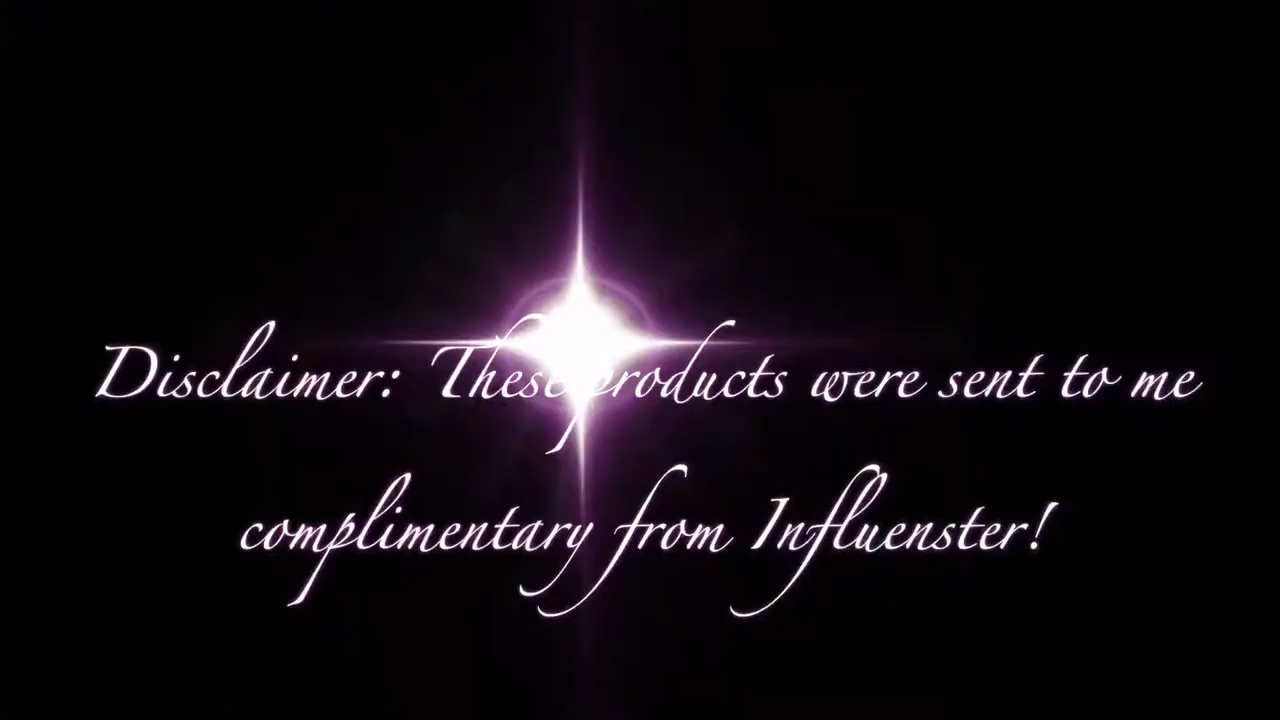 Disclaimer: These products were sent to me
complimentary from Influenster!